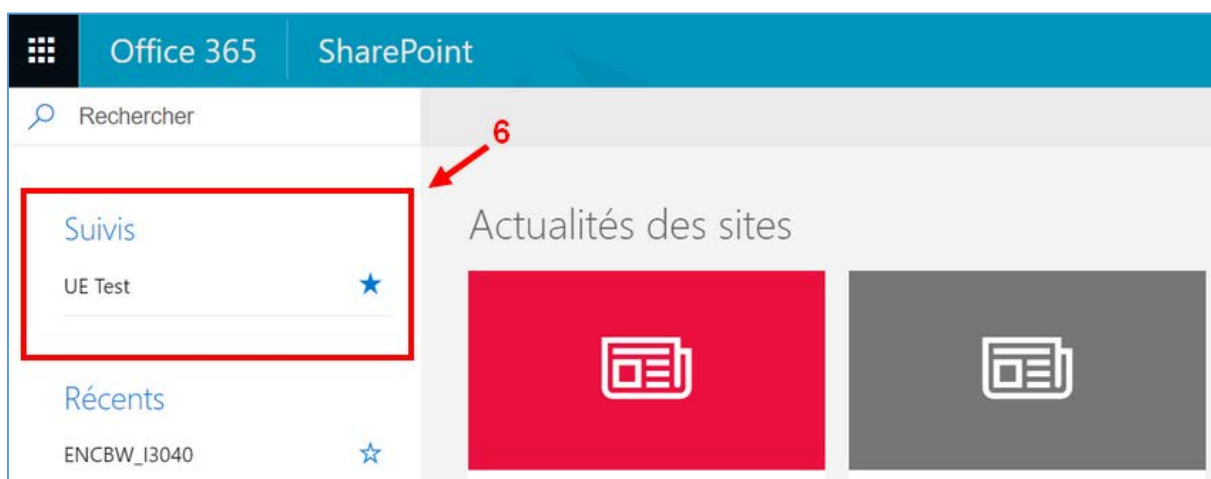 Office 365 SharePoint
Rechercher
6
Suivis
UE Test
Récents
ENCBW_I3040
Actualités des sites